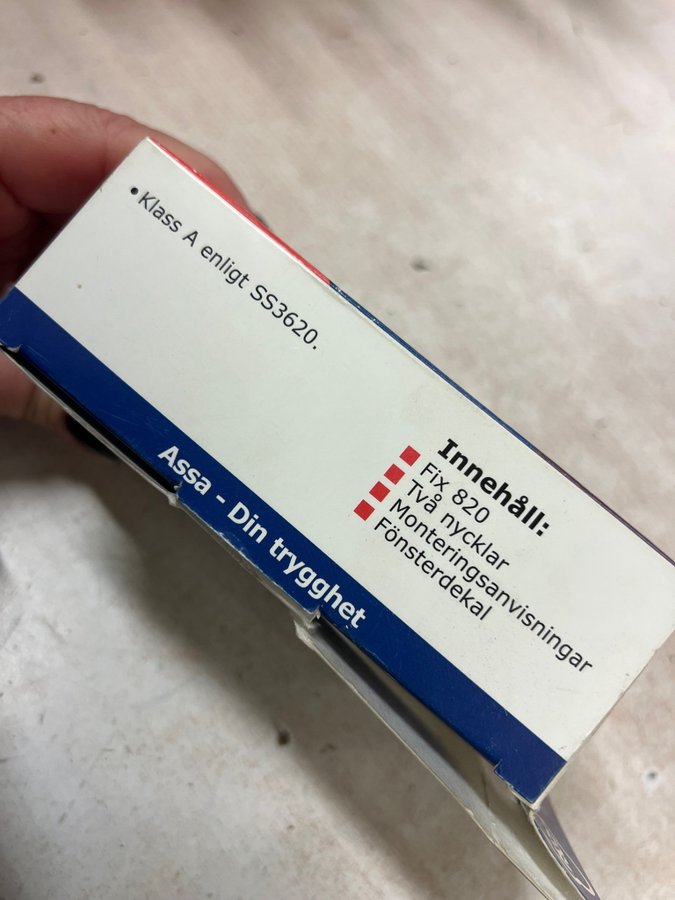 • Klass A enligt SS3620.
Innehåll:
Fix 820
Två nycklar
Monteringsanvisningar
Fönsterdekal
Assa - Din trygghet